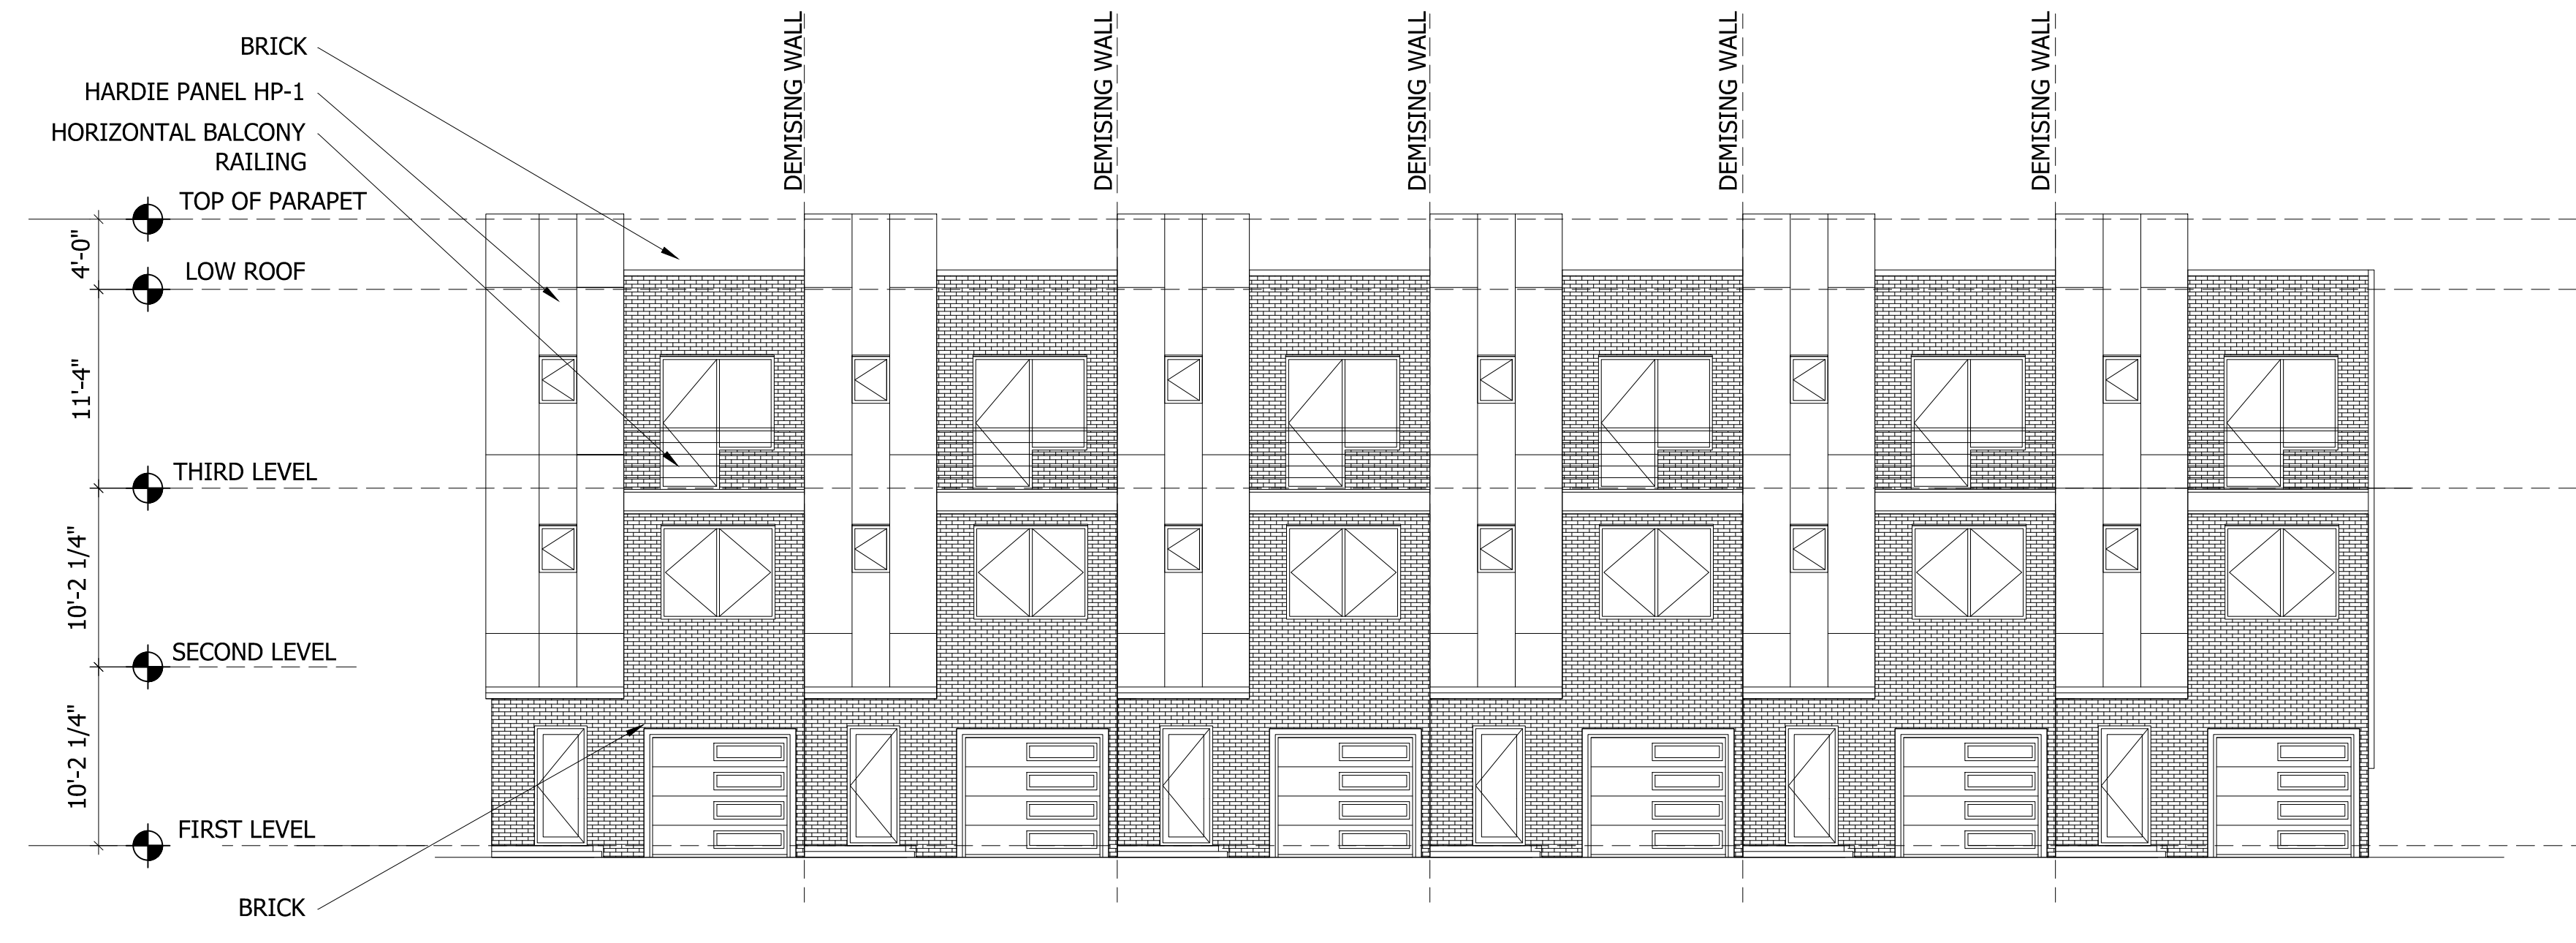 DEMISING WALL
DEMISING WALL
DEMISING WALL
DEMISING WALL
DEMISING WALL
BRICK
HARDIE PANEL HP-1
HORIZONTAL BALCONY
RAILING
TOP OF PARAPET
4'-0"
LOW ROOF
11'-4"
THIRD LEVEL
10'-2 1/4"
SECOND LEVEL
10'-2 1/4"
FIRST LEVEL
BRICK